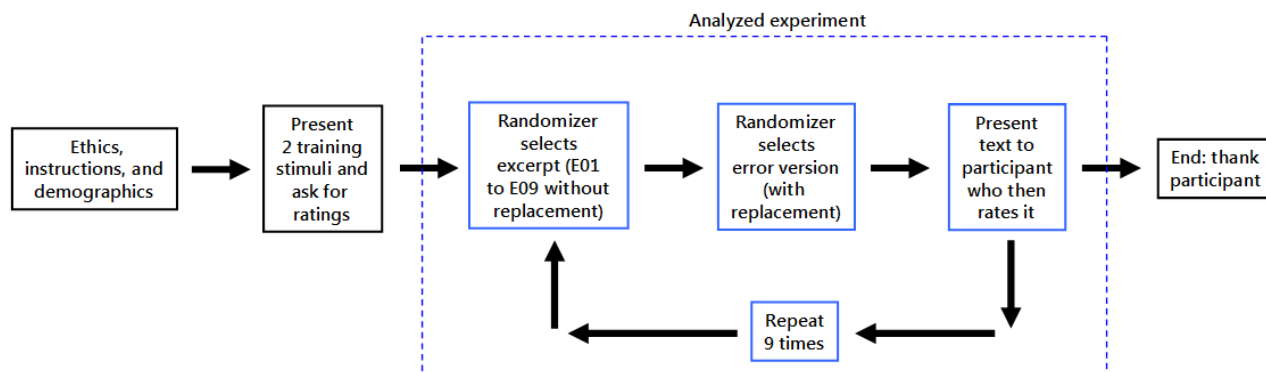 Analyzed experiment
Ethics,
instructions, and
demographics
Present
2 training
stimuli and
ask for
ratings
Randomizer
selects
excerpt (E01
to E09 without
replacement)
Randomizer
selects
error version
(with
replacement)
Present
text to
participant
who then
rates it
End: thank
participant
Repeat
9 times